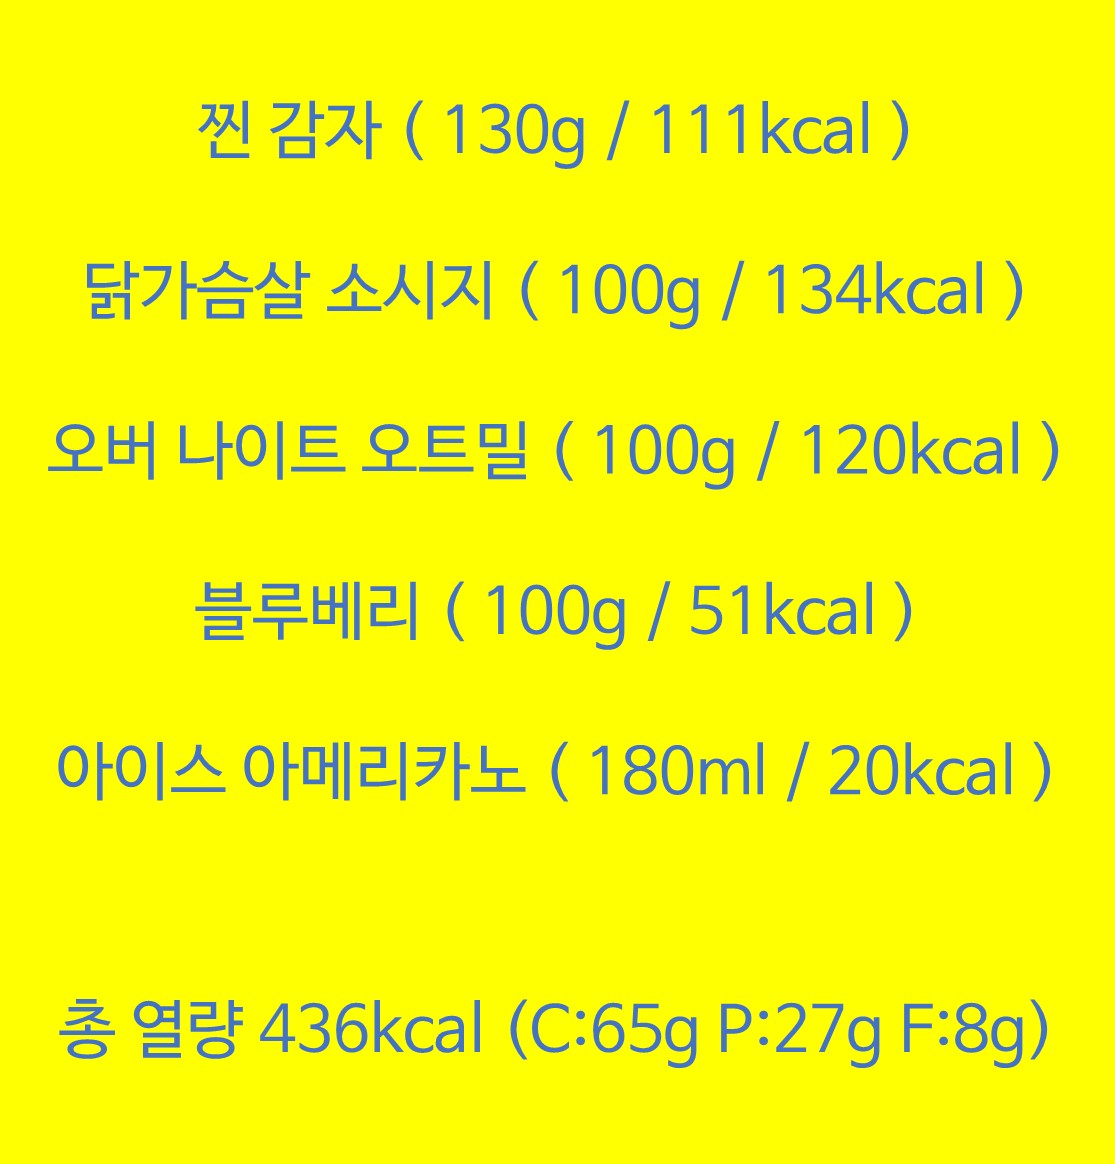 찐 감자 ( 130g / 111kcal )
닭가슴살 소시지 ( 100g / 134kcal )
오버 나이트 오트밀 ( 100g / 120kcal )
블루베리 ( 100g / 51kcal )
아이스 아메리카노 ( 180ml / 20kcal )
총 열량 436kcal (C:65g P:27g F:8g)